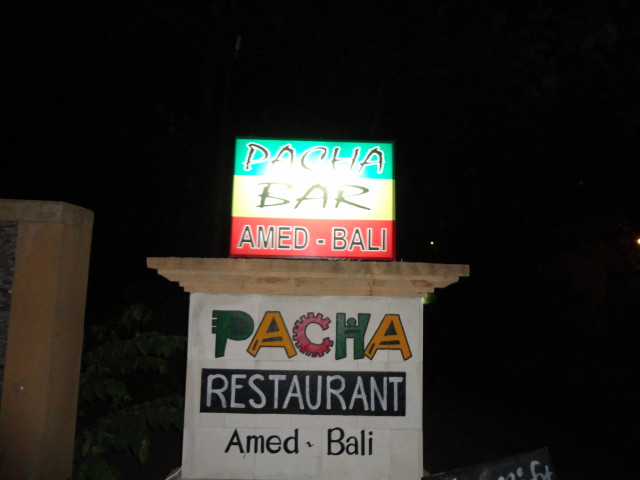 PACHA
BAR
AMED - BALI
PACHA
RESTAURANT
Amed - Bali